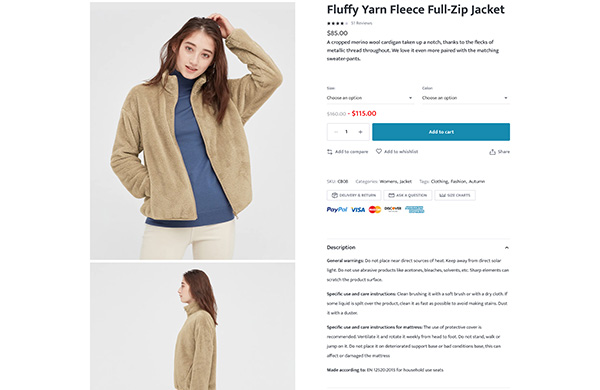 Fluffy Yarn Fleece Full-Zip Jacket
51 Reviews
$85.00
A cropped merino wool cardigan taken up a notch, thanks to the flecks of
metallic thread throughout. We love it even more paired with the matching
sweater-pants.
Size Color
Choose an option Choose an option
$115.00
1 Add to cart
Add to compare Add to whishlist Share
SKU: CB08 Categories: Womens, Jacket Tags: Clothing, Fashion, Autumn
DELIVERY & RETURN ASK A QUESTION SIZE CHARTS
PayPal VISA MasterCard DISCOVER
Description
General warnings: Do not place near direct sources of heat. Keep away from direct solar
light. Do not use abrasive products like acetones, bleaches, solvents, etc. Sharp elements can
scratch the product surface.
Specific use and care instructions: Clean brushing it with a soft brush or with a dry cloth. If
some liquid is spilt over the product, clean it as fast as possible to avoid making stains. Dust
it with a duster.
Specific use and care instructions for mattress: The use of protective cover is
recommended. Ventilate it and rotate it weekly from head to foot. Do not stand, walk or
jump on it. Do not place it on deteriorated support base or bad conditions base, this can
affect or damaged the mattress
Made according to: EN 12520:2015 for household use seats